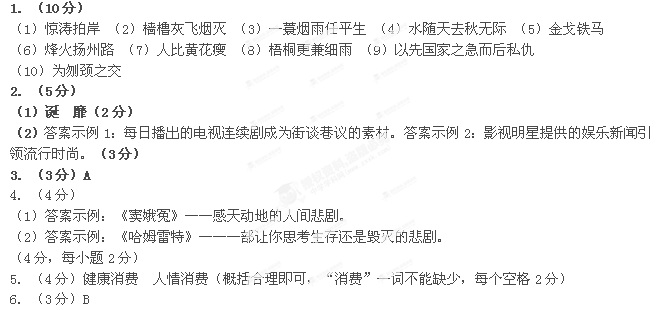 1. （10分）
（1）惊涛拍岸 （2）樯橹灰飞烟灭 （3）一蓑烟雨任平生 （4）水随天去秋无际 （5）金戈铁马
（6）烽火扬州路 （7）人比黄花瘦 （8）梧桐更兼细雨 （9）以先国家之急而后私仇
（10）为刎颈之交
2. （5分）
（1）诞 靡（2分）
（2）答案示例1：每日播出的电视连续剧成为街谈巷议的素材。答案示例2：影视明星提供的娱乐新闻引
领流行时尚。（3分）
3. （3分）A
4. （4分）
（1）答案示例：《窦娥冤》——感天动地的人间悲剧。
（2）答案示例：《哈姆雷特》——一部让你思考生存还是毁灭的悲剧。
（4分，每小题2分）
5. （4分）健康消费 人情消费（概括合理即可，“消费”一词不能缺少，每个空格2分）
6. （3分）B